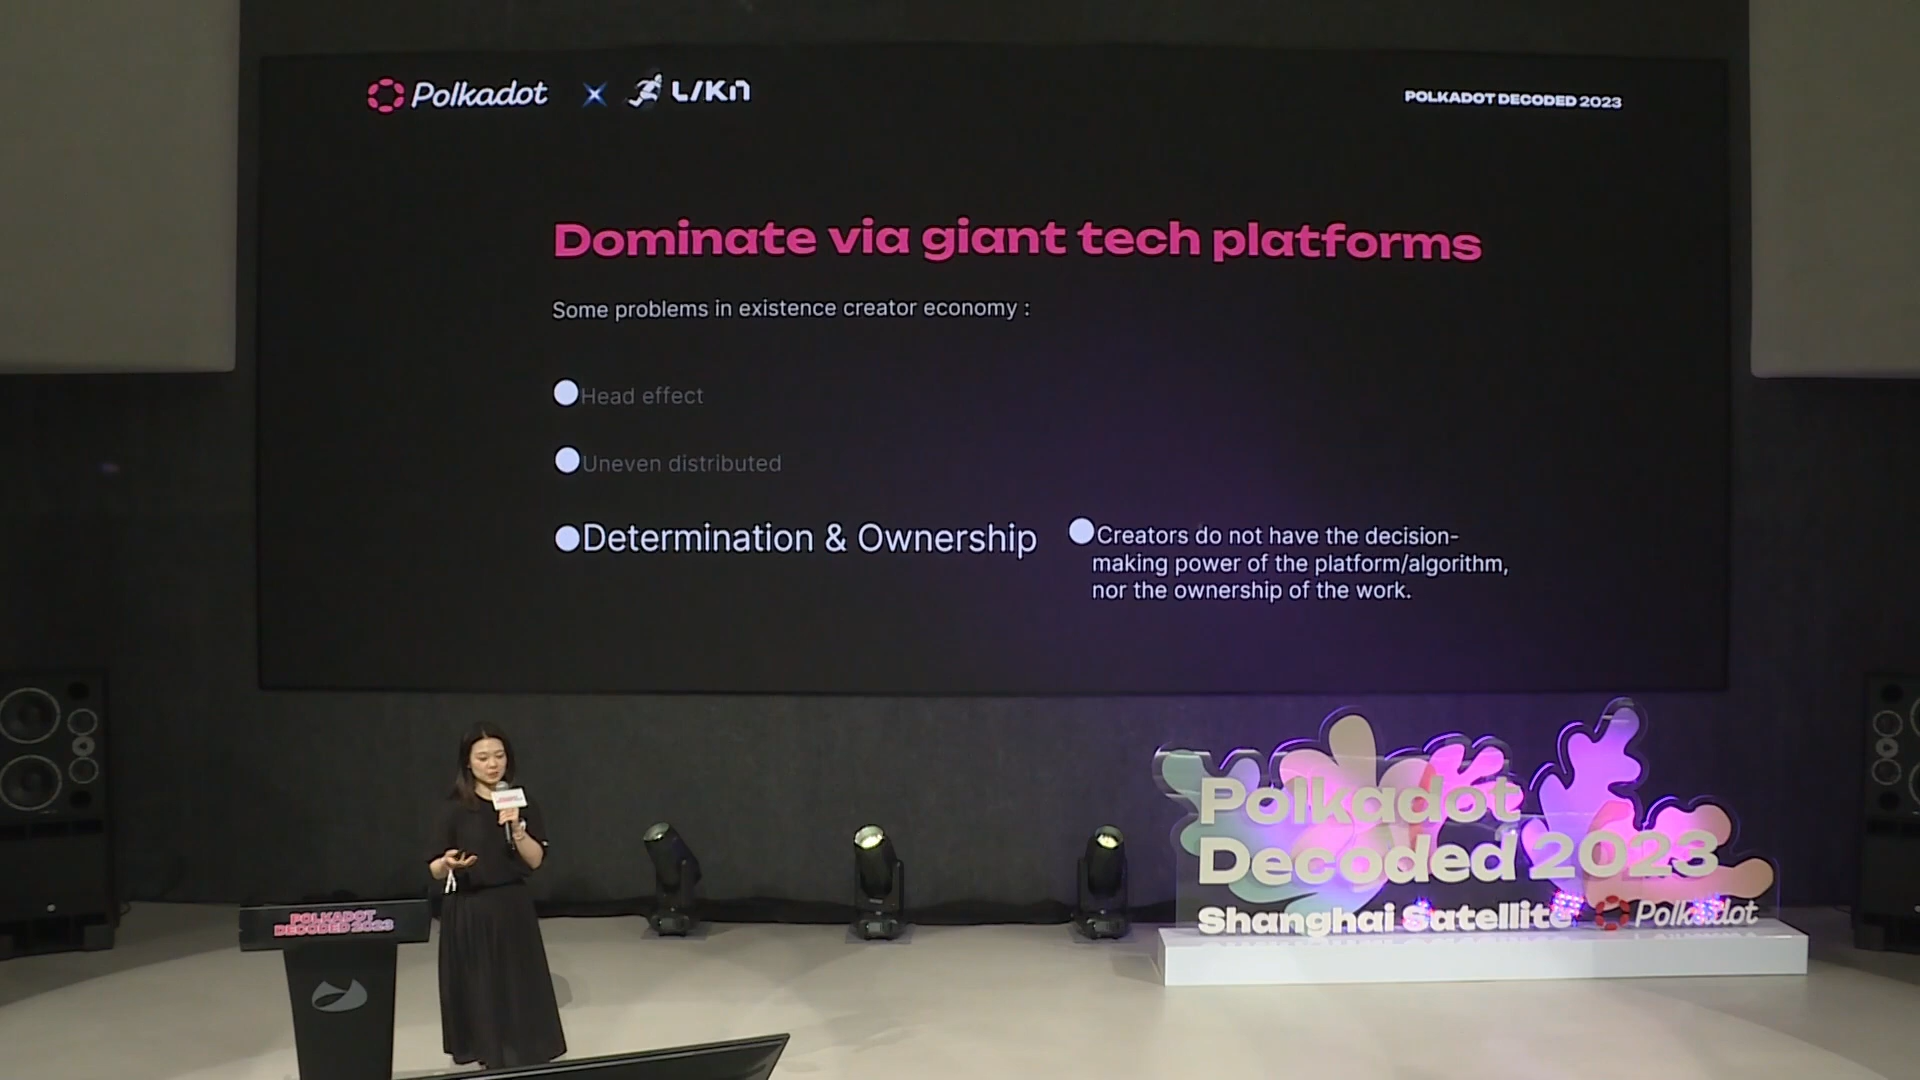 Polkadot X LIKN
POLKADOT DECODED 2023
Dominate via giant tech platforms
Some problems in existence creator economy :
Head effect
Uneven distributed
Determination & Ownership
Creators do not have the decision-
making power of the platform/algorithm,
nor the ownership of the work.
POLKADOT
DECODED 2023
Polkadot
Decoded 2023
Shanghai Satellite Polkadot